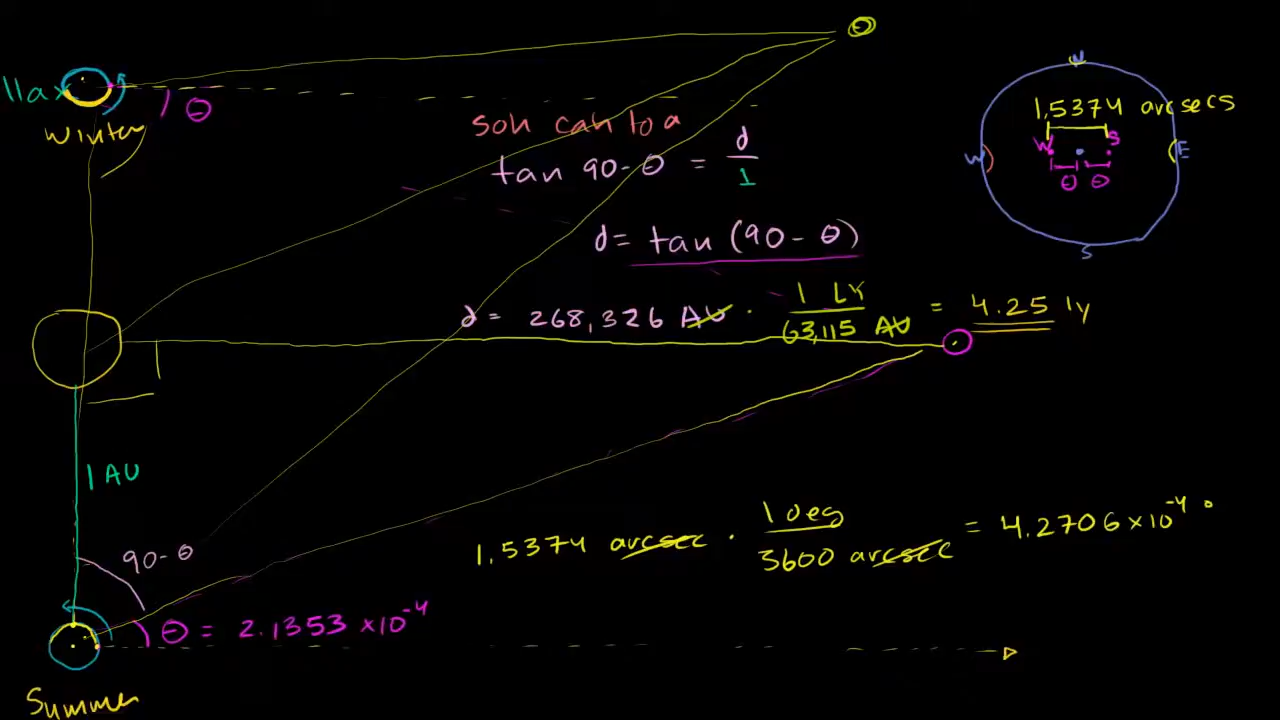 llax
Winter
θ
soh cah toa
tan 90-θ = d/1
d = tan (90 - θ)
d = 268,326 AU · 1 LY/63,115 AU = 4.25 ly
N
1.5374 arcsecs
W
W
S
E
θ θ
S
1 AU
90-θ
1.5374 arcsec · 1 deg/3600 arcsec = 4.2706 ×10⁻⁴ °
θ = 2.1353 ×10⁻⁴
Summer